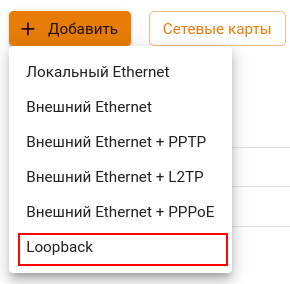 + Добавить
Сетевые карты
Локальный Ethernet
Внешний Ethernet
Внешний Ethernet + PPTP
Внешний Ethernet + L2TP
Внешний Ethernet + PPPoE
Loopback